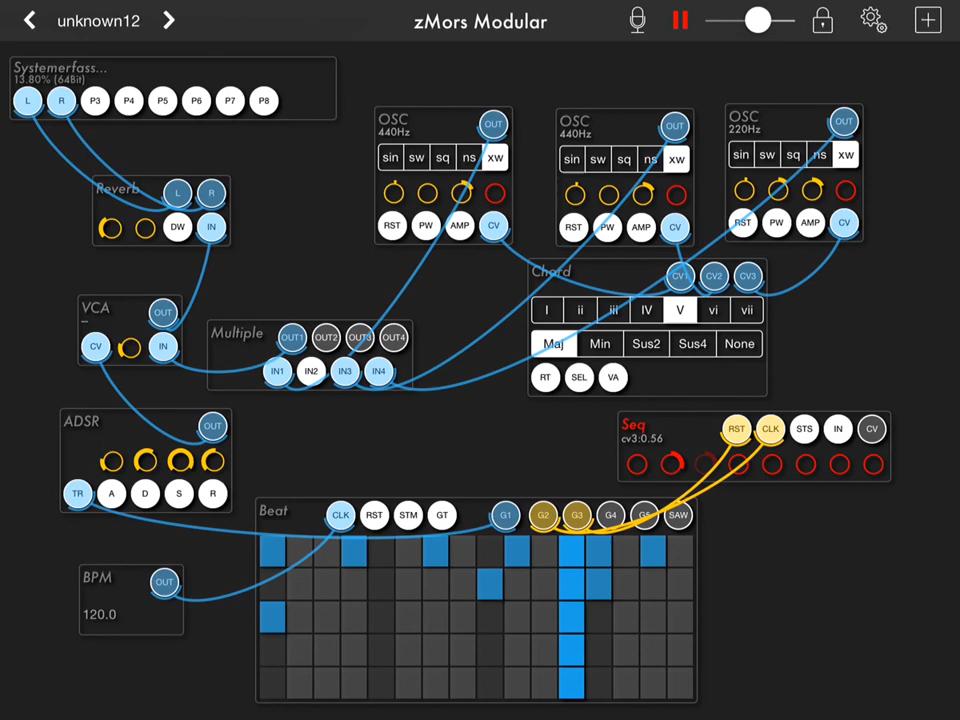 unknown12
zMors Modular
Systemerfass...
13.80% (64Bit)
L R P3 P4 P5 P6 P7 P8
OSC
440Hz
OUT
sin sw sq ns xw
RST PW AMP CV
OSC
440Hz
OUT
sin sw sq ns xw
RST PW AMP CV
OSC
220Hz
OUT
sin sw sq ns xw
RST PW AMP CV
Reverb L R
DW IN
Chord CV1 CV2 CV3
I ii iii IV V vi vii
Maj Min Sus2 Sus4 None
RT SEL VA
VCA
--
OUT
CV IN
Multiple OUT1 OUT2 OUT3 OUT4
IN1 IN2 IN3 IN4
ADSR OUT
TR A D S R
Seq
cv3:0.56
RST CLK STS IN CV
Beat CLK RST STM GT G1 G2 G3 G4 G5 SAW
BPM OUT
120.0